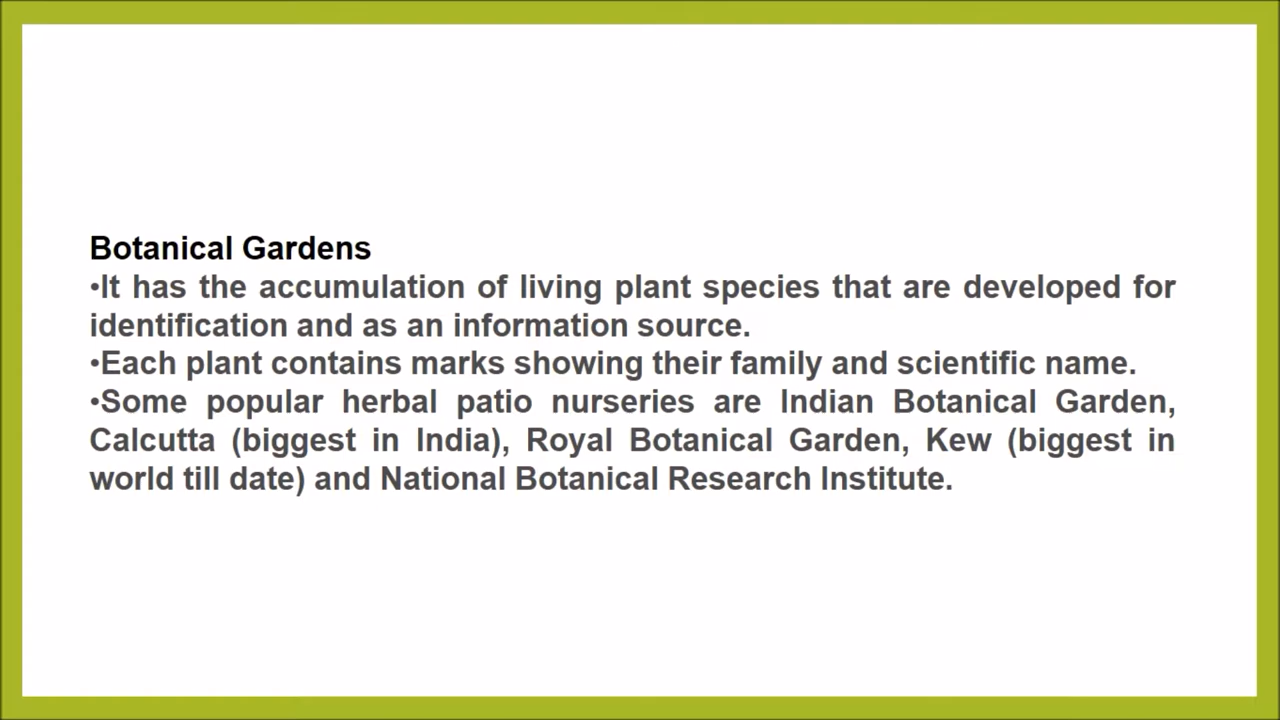 Botanical Gardens
•It has the accumulation of living plant species that are developed for
identification and as an information source.
•Each plant contains marks showing their family and scientific name.
•Some popular herbal patio nurseries are Indian Botanical Garden,
Calcutta (biggest in India), Royal Botanical Garden, Kew (biggest in
world till date) and National Botanical Research Institute.